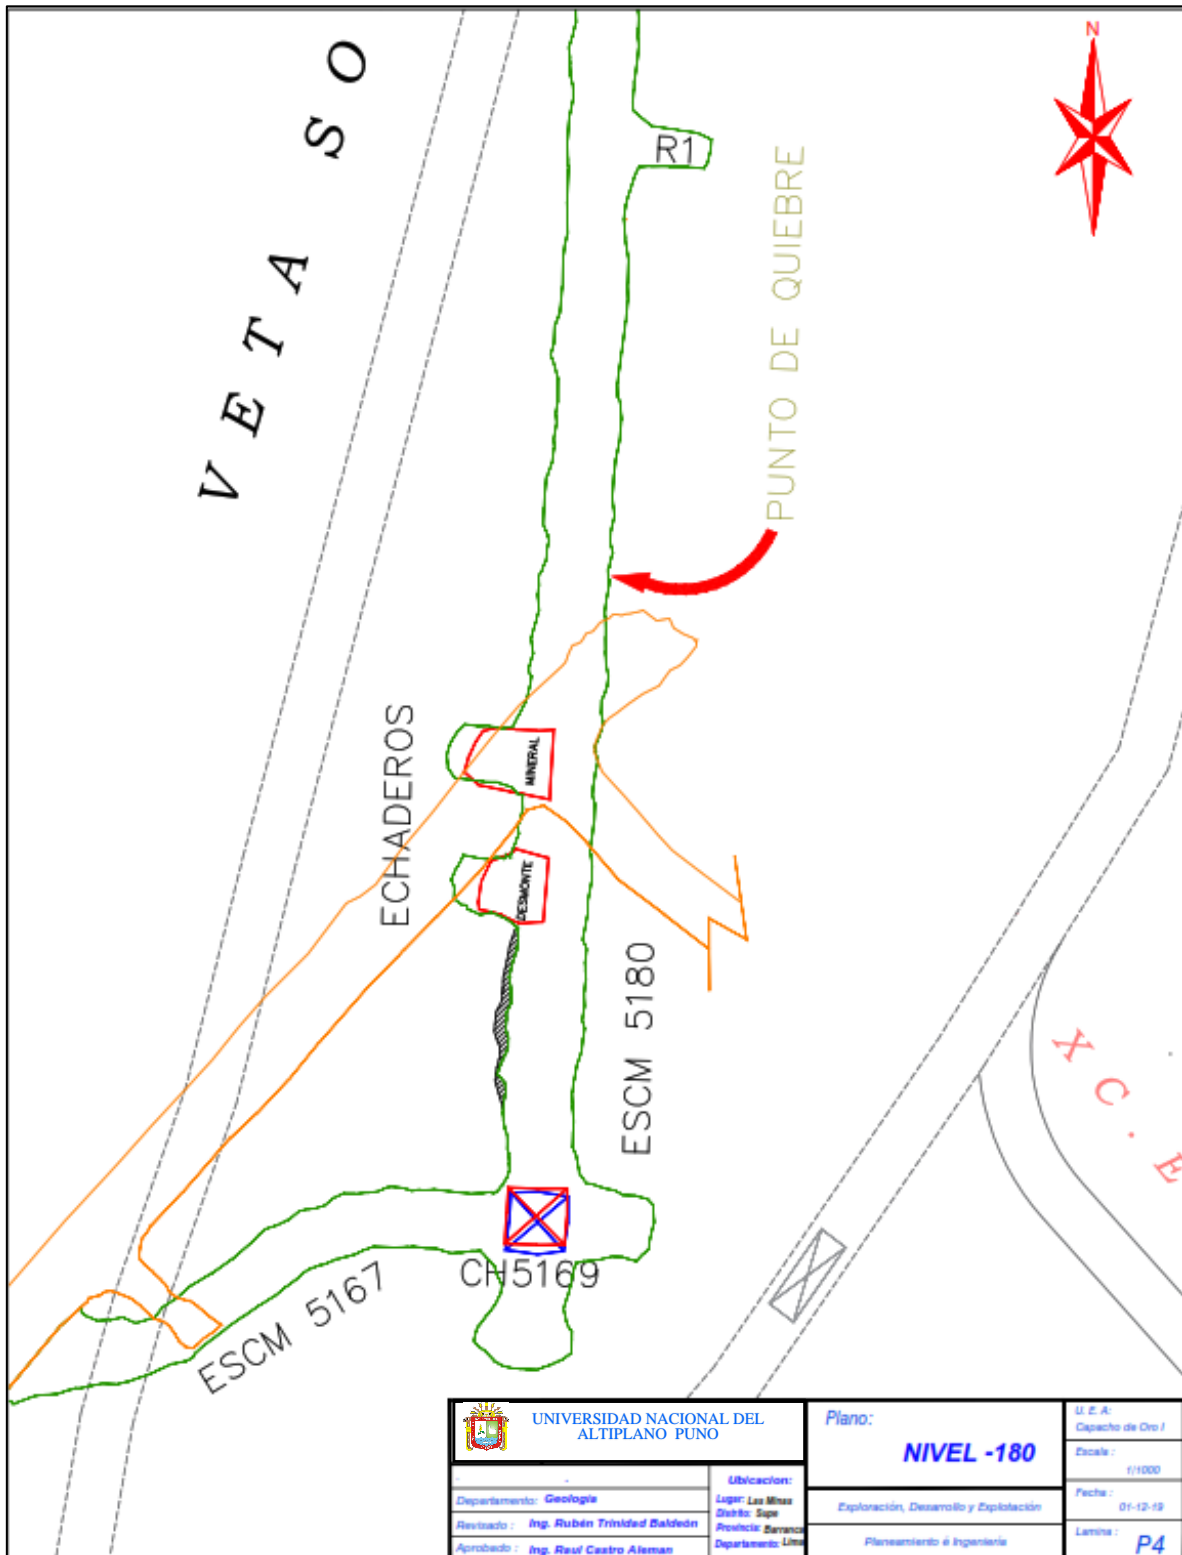 N
VETA SO
R1
PUNTO DE QUIEBRE
ECHADEROS
MINERAL
DESMONTE
ESCM 5180
X C . E
CH5169
ESCM 5167
UNIVERSIDAD NACIONAL DEL
ALTIPLANO PUNO
Departamento: Geologia
Revisado : Ing. Rubén Trinidad Baldeón
Aprobado : Ing. Raul Castro Aleman
Ubicacion:
Lugar: Las Minas
Distrito: Supe
Provincia: Barranca
Departamento: Lima
Plano:
NIVEL -180
Exploración, Desarrollo y Explotación
Planeamiento é Ingeniería
U. E. A:
Capacho de Oro I
Escala :
1/1000
Fecha :
01-12-19
Lamina :
P4